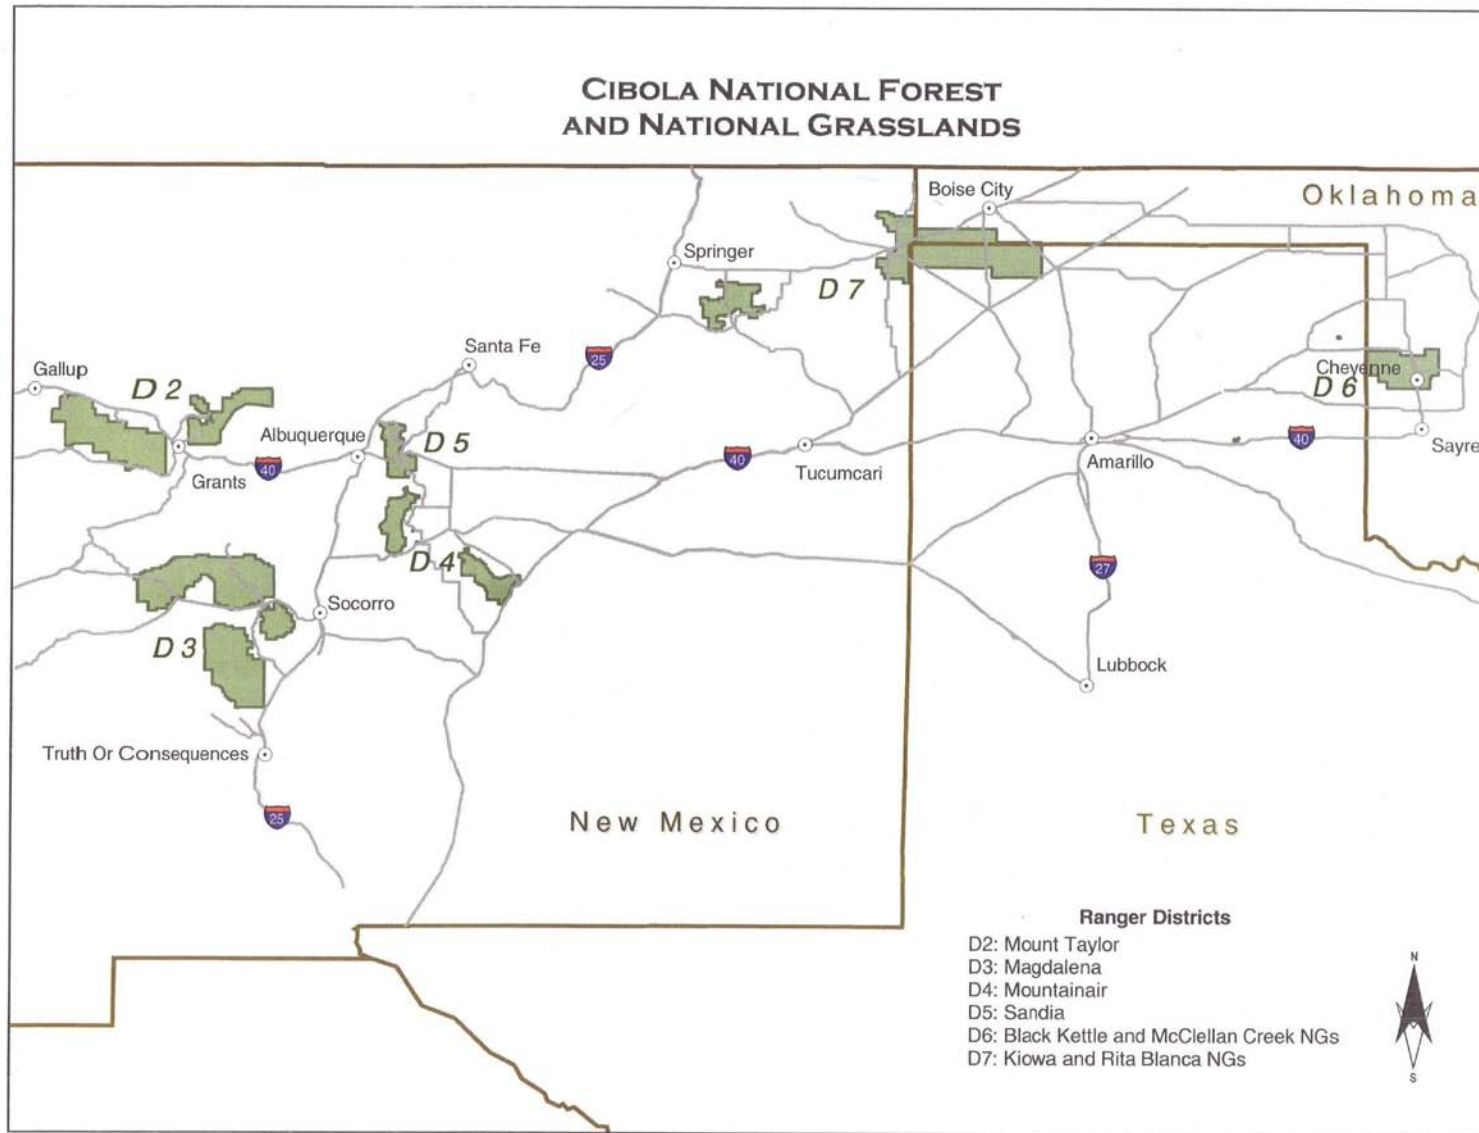 CIBOLA NATIONAL FOREST
AND NATIONAL GRASSLANDS
Oklahoma
Boise City
Springer
D 7
Santa Fe
25
Gallup
D 2
Cheyenne
D 6
Albuquerque
D 5
40
Grants
40
Tucumcari
Amarillo
40
Sayre
D 4
27
Socorro
D 3
Lubbock
Truth Or Consequences
25
New Mexico
Texas
Ranger Districts
D2: Mount Taylor
D3: Magdalena
D4: Mountainair
D5: Sandia
D6: Black Kettle and McClellan Creek NGs
D7: Kiowa and Rita Blanca NGs
N
S